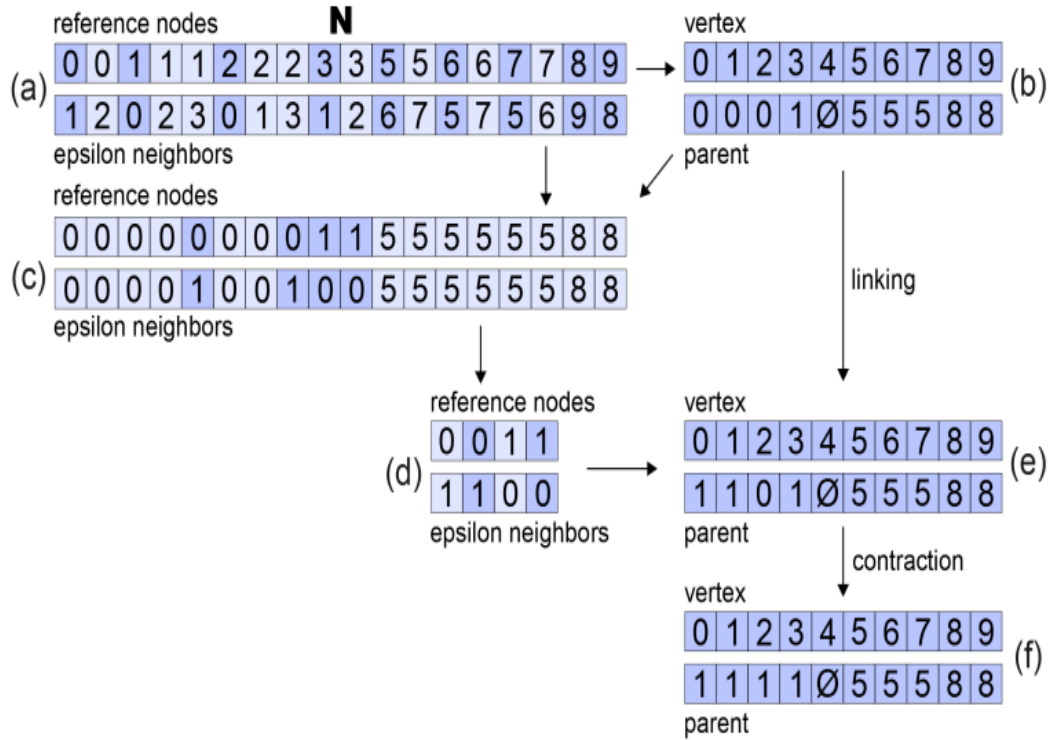 N
reference nodes
0 0 1 1 1 2 2 2 3 3 5 5 6 6 7 7 8 9
(a)
1 2 0 2 3 0 1 3 1 2 6 7 5 7 5 6 9 8
epsilon neighbors
vertex
0 1 2 3 4 5 6 7 8 9
(b)
0 0 0 1 Ø 5 5 5 8 8
parent
reference nodes
0 0 0 0 0 0 0 0 1 1 5 5 5 5 5 5 8 8
(c)
0 0 0 0 1 0 0 1 0 0 5 5 5 5 5 5 8 8
epsilon neighbors
linking
reference nodes
0 0 1 1
(d)
1 1 0 0
epsilon neighbors
vertex
0 1 2 3 4 5 6 7 8 9
(e)
1 1 0 1 Ø 5 5 5 8 8
parent
contraction
vertex
0 1 2 3 4 5 6 7 8 9
(f)
1 1 1 1 Ø 5 5 5 8 8
parent